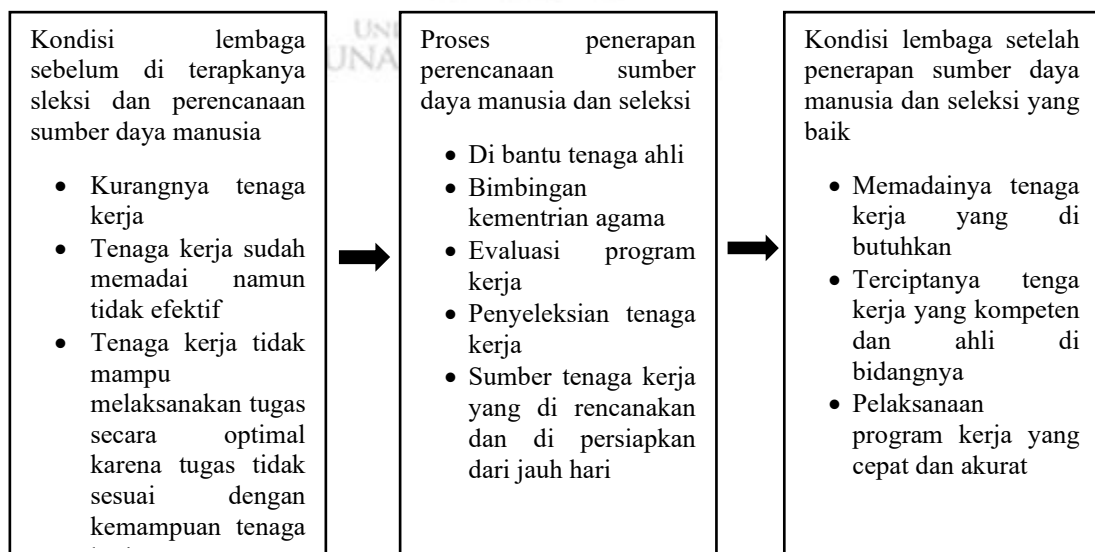 Kondisi lembaga
sebelum di terapkanya
sleksi dan perencanaan
sumber daya manusia
• Kurangnya tenaga
kerja
• Tenaga kerja sudah
memadai namun
tidak efektif
• Tenaga kerja tidak
mampu
melaksanakan tugas
secara optimal
karena tugas tidak
sesuai dengan
kemampuan tenaga
UNI
UNA
Proses penerapan
perencanaan sumber
daya manusia dan seleksi
• Di bantu tenaga ahli
• Bimbingan
kementrian agama
• Evaluasi program
kerja
• Penyeleksian tenaga
kerja
• Sumber tenaga kerja
yang di rencanakan
dan di persiapkan
dari jauh hari
Kondisi lembaga setelah
penerapan sumber daya
manusia dan seleksi yang
baik
• Memadainya tenaga
kerja yang di
butuhkan
• Terciptanya tenga
kerja yang kompeten
dan ahli di
bidangnya
• Pelaksanaan
program kerja yang
cepat dan akurat